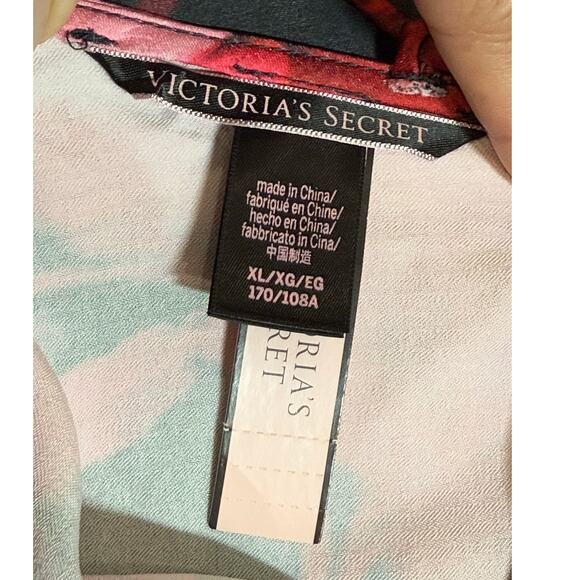 VICTORIA'S SECRET
made in China/
fabriqué en Chine/
hecho en China/
fabbricato in Cina/
中国制造
XL/XG/EG
170/108A
RIA'S
RET